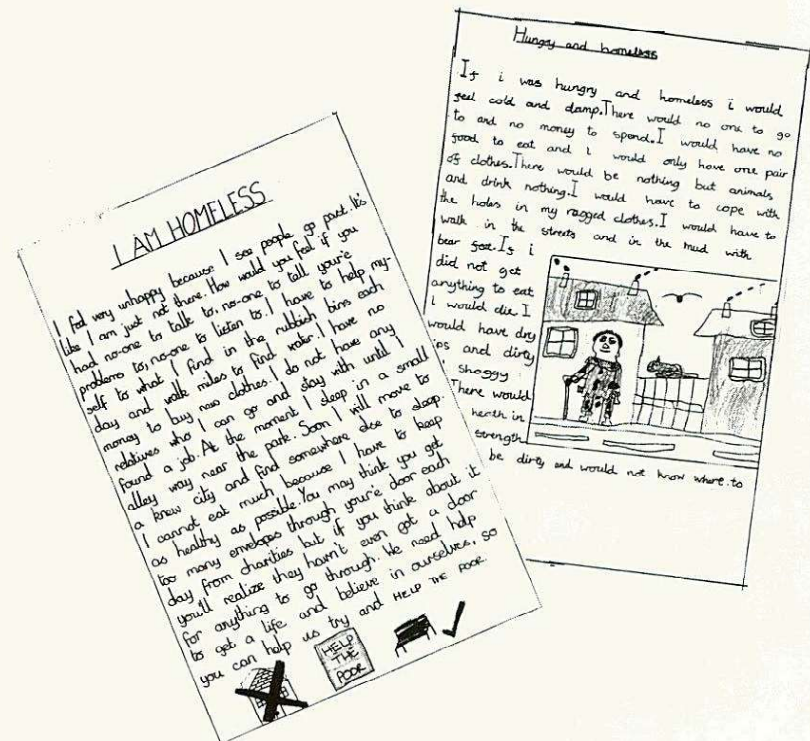 I AM HOMELESS
I feel very unhappy because I see people go past. It's
like I am just not there. How would you feel if you
had no-one to talk to, no-one to tall your'e
problems to, no-one to listen to. I have to help my-
self to what I find in the rubbish bins each
day and walk miles to find water. I have no
money to buy new clothes. I do not have any
relatives who I can go and stay with until I
found a job. At the moment I sleep in a small
alley way near the park. Soon I will move to
a knew city and find somewhere else to sleep.
I cannot eat much because I have to keep
as healthy as possible. You may think you get
too many envelopes through your'e door each
day from charities but if you think about it
you'll realize they havn't even got a door
for anything to go through. We need help
to get a life and believe in ourselves, so
you can help us try and HELP THE POOR.
HELP
THE
POOR
Hungry and homeless
If i was hungry and homeless i would
feel cold and damp. There would no one to go
to and no money to spend. I would have no
food to eat and i would only have one pair
of clothes. There would be nothing but animals
and drink nothing. I would have to cope with
the holes in my ragged clothes. I would have to
walk in the streets and in the mud with
bear feet. If i
did not get
anything to eat
i would die. I
would have dry
ips and dirty
shaggy
There would
heath in
strength
be dirty and would not know where to